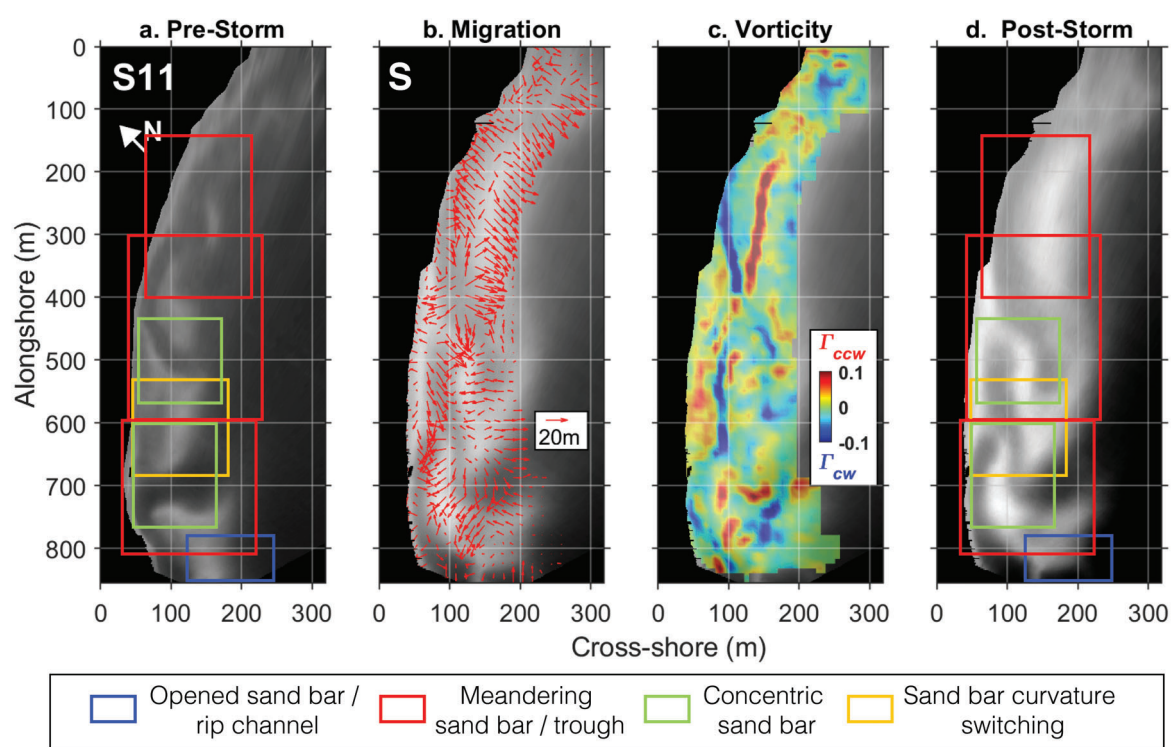 a. Pre-Storm b. Migration c. Vorticity d. Post-Storm
S11 S
N
0
100
200
300
400
500
600
700
800
Alongshore (m)
20m
Γccw
0.1
0
-0.1
Γcw
0 100 200 300 0 100 200 300 0 100 200 300 0 100 200 300
Cross-shore (m)
Opened sand bar / Meandering Concentric Sand bar curvature
rip channel sand bar / trough sand bar switching